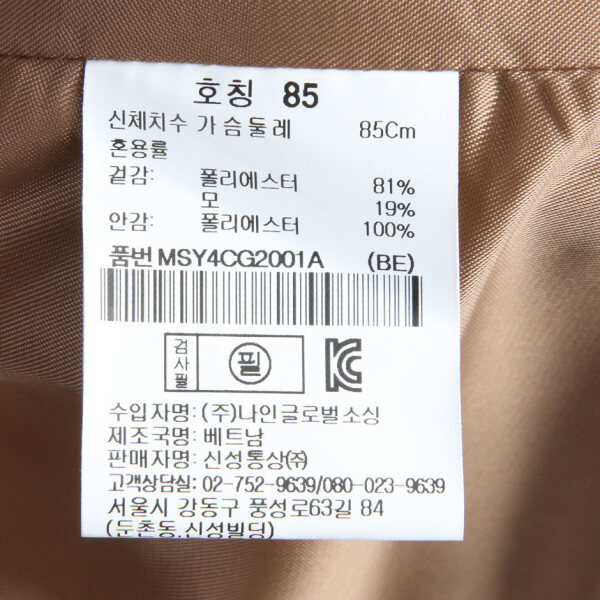 호칭 85
신체치수 가슴둘레 85Cm
혼용률
겉감: 폴리에스터 81%
모 19%
안감: 폴리에스터 100%
품번 MSY4CG2001A (BE)
검사필 필
수입자명: (주)나인글로벌소싱
제조국명: 베트남
판매자명: 신성통상㈜
고객상담실: 02-752-9639/080-023-9639
서울시 강동구 풍성로63길 84
(둔촌동,신성빌딩)